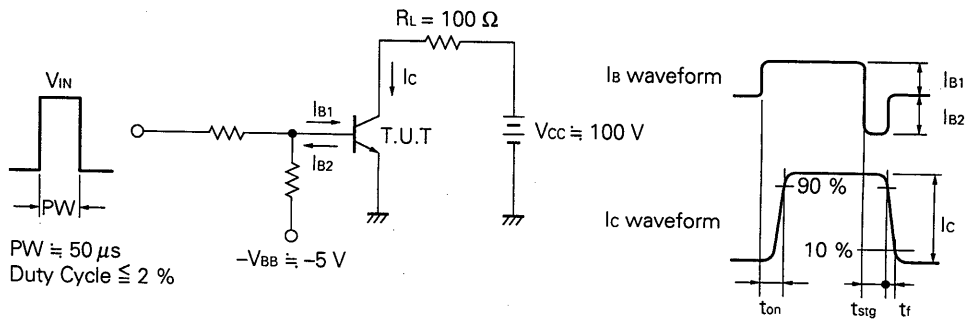 RL = 100 Ω
VIN
IC
IB1
T.U.T
IB2
VCC ≒ 100 V
PW
−VBB ≒ −5 V
PW ≒ 50 μs
Duty Cycle ≦ 2 %
IB waveform
IB1
IB2
90 %
IC waveform
IC
10 %
ton
tstg
tf